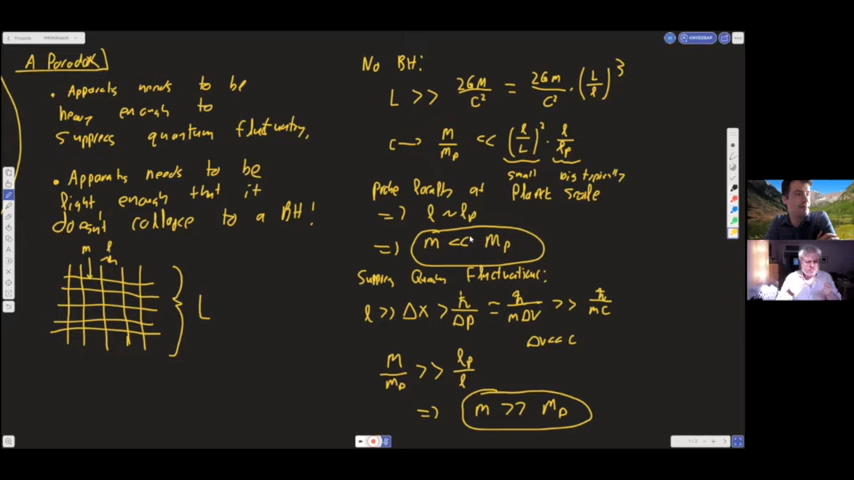 A Paradox
• Apparatus needs to be
heavy enough to
suppress quantum fluctuations.
• Apparatus needs to be
light enough that it
doesn't collapse to a BH!
m l
L
No BH:
L >> 2GM/c² = 2Gm/c² · (L/l)³
m/mₚ << (l/L)² · l/lₚ
small big typically
Probe locality at Planck Scale
=> l ~ lₚ
=> m << mₚ
Suppress Quantum Fluctuations:
l >> Δx > ħ/Δp = ħ/mΔv >> ħ/mc
Δv << c
m/mₚ >> lₚ/l
=> m >> mₚ